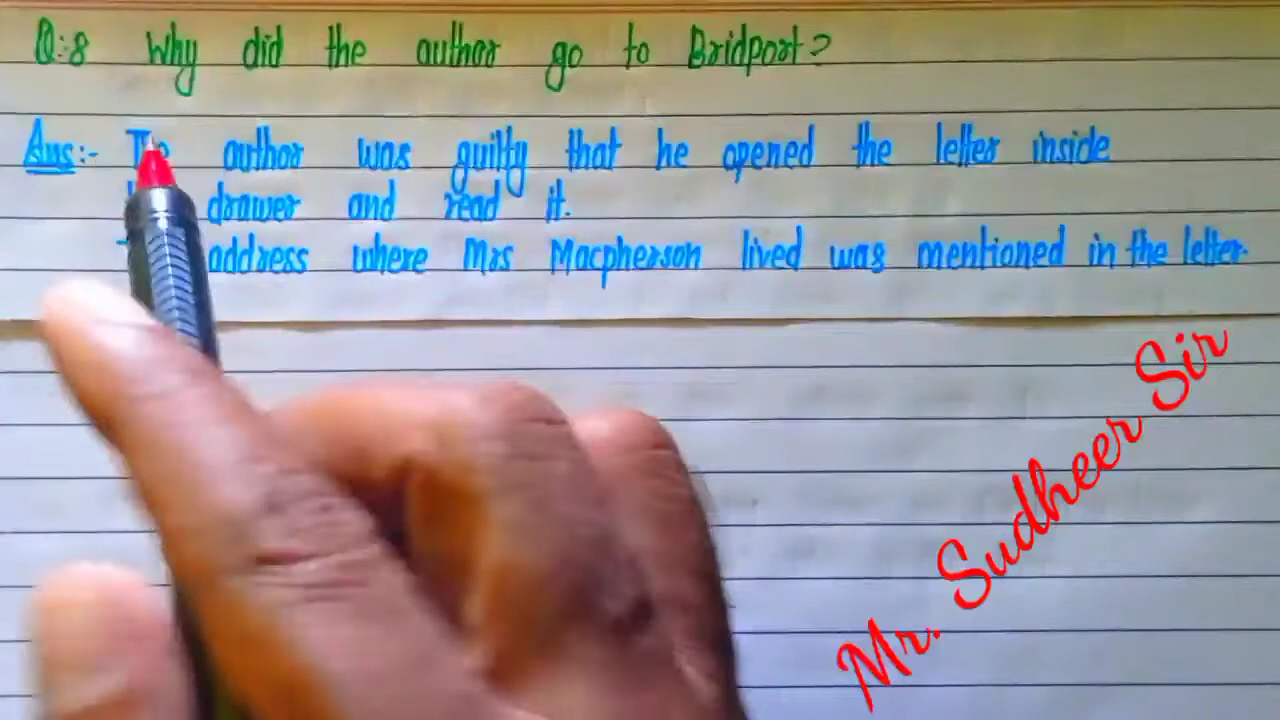 Q:8 Why did the author go to Bridport?
Ans:- The author was guilty that he opened the letter inside
drawer and read it.
address where Mrs Macpherson lived was mentioned in the letter.
Mr. Sudheer Sir